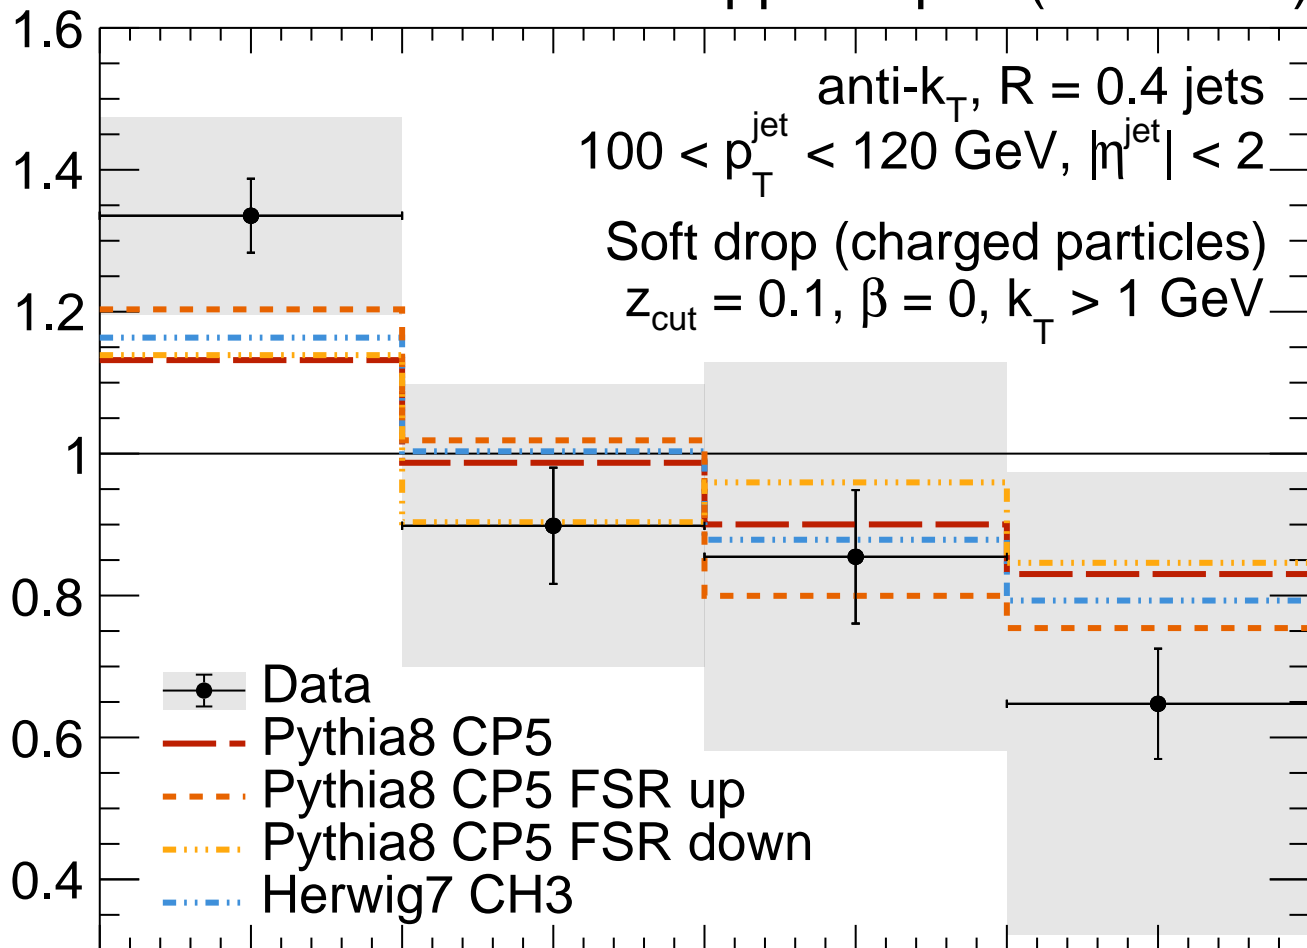 1.6
anti-k_T, R = 0.4 jets
100 < p_T^jet < 120 GeV, |η^jet| < 2
1.4
Soft drop (charged particles)
z_cut = 0.1, β = 0, k_T > 1 GeV
1.2
1
0.8
Data
0.6
Pythia8 CP5
Pythia8 CP5 FSR up
Pythia8 CP5 FSR down
0.4
Herwig7 CH3